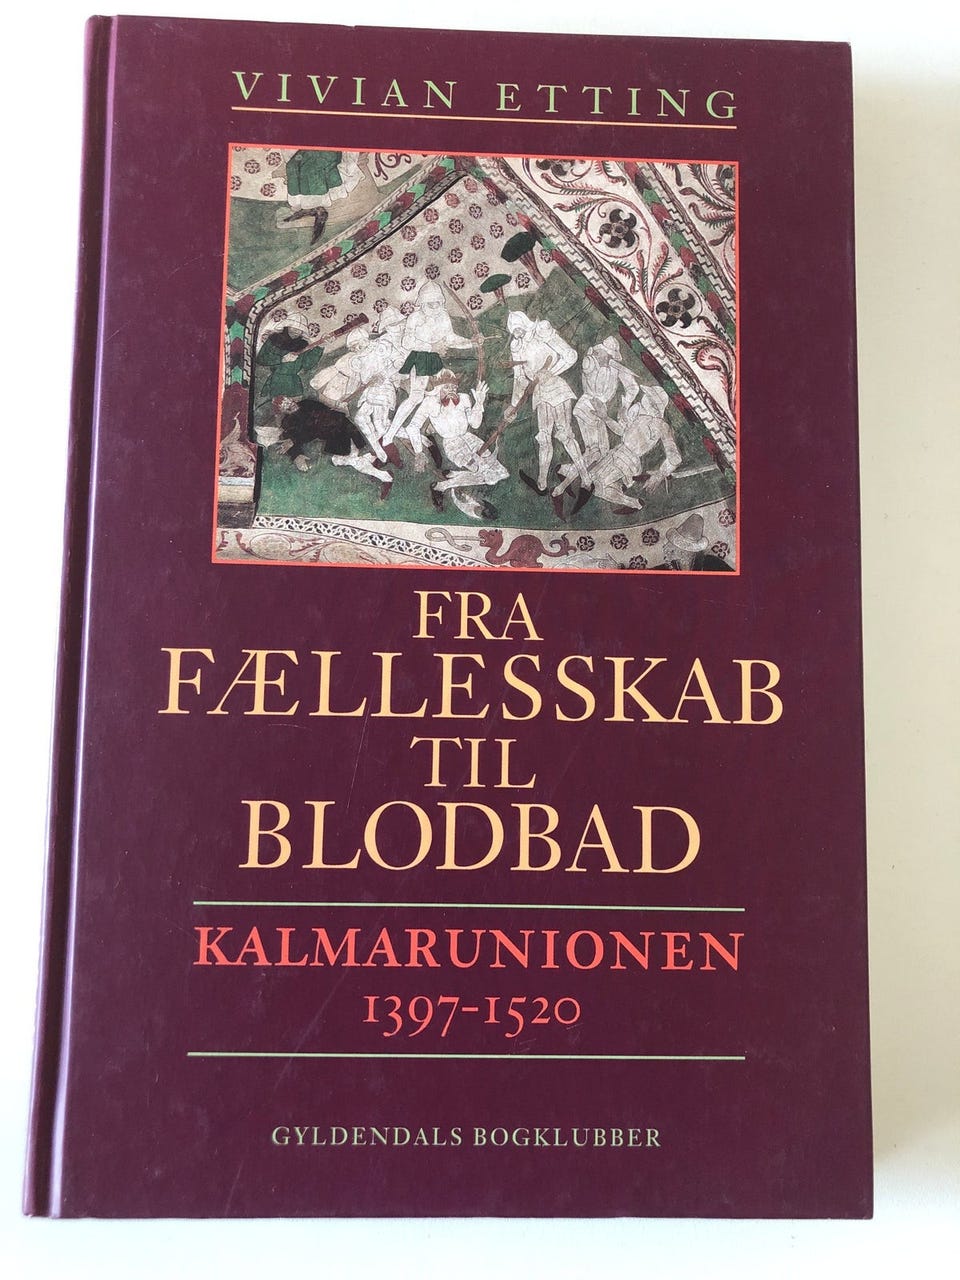 VIVIAN ETTING
FRA
FÆLLESSKAB
TIL
BLODBAD
KALMARUNIONEN
1397-1520
GYLDENDALS BOGKLUBBER